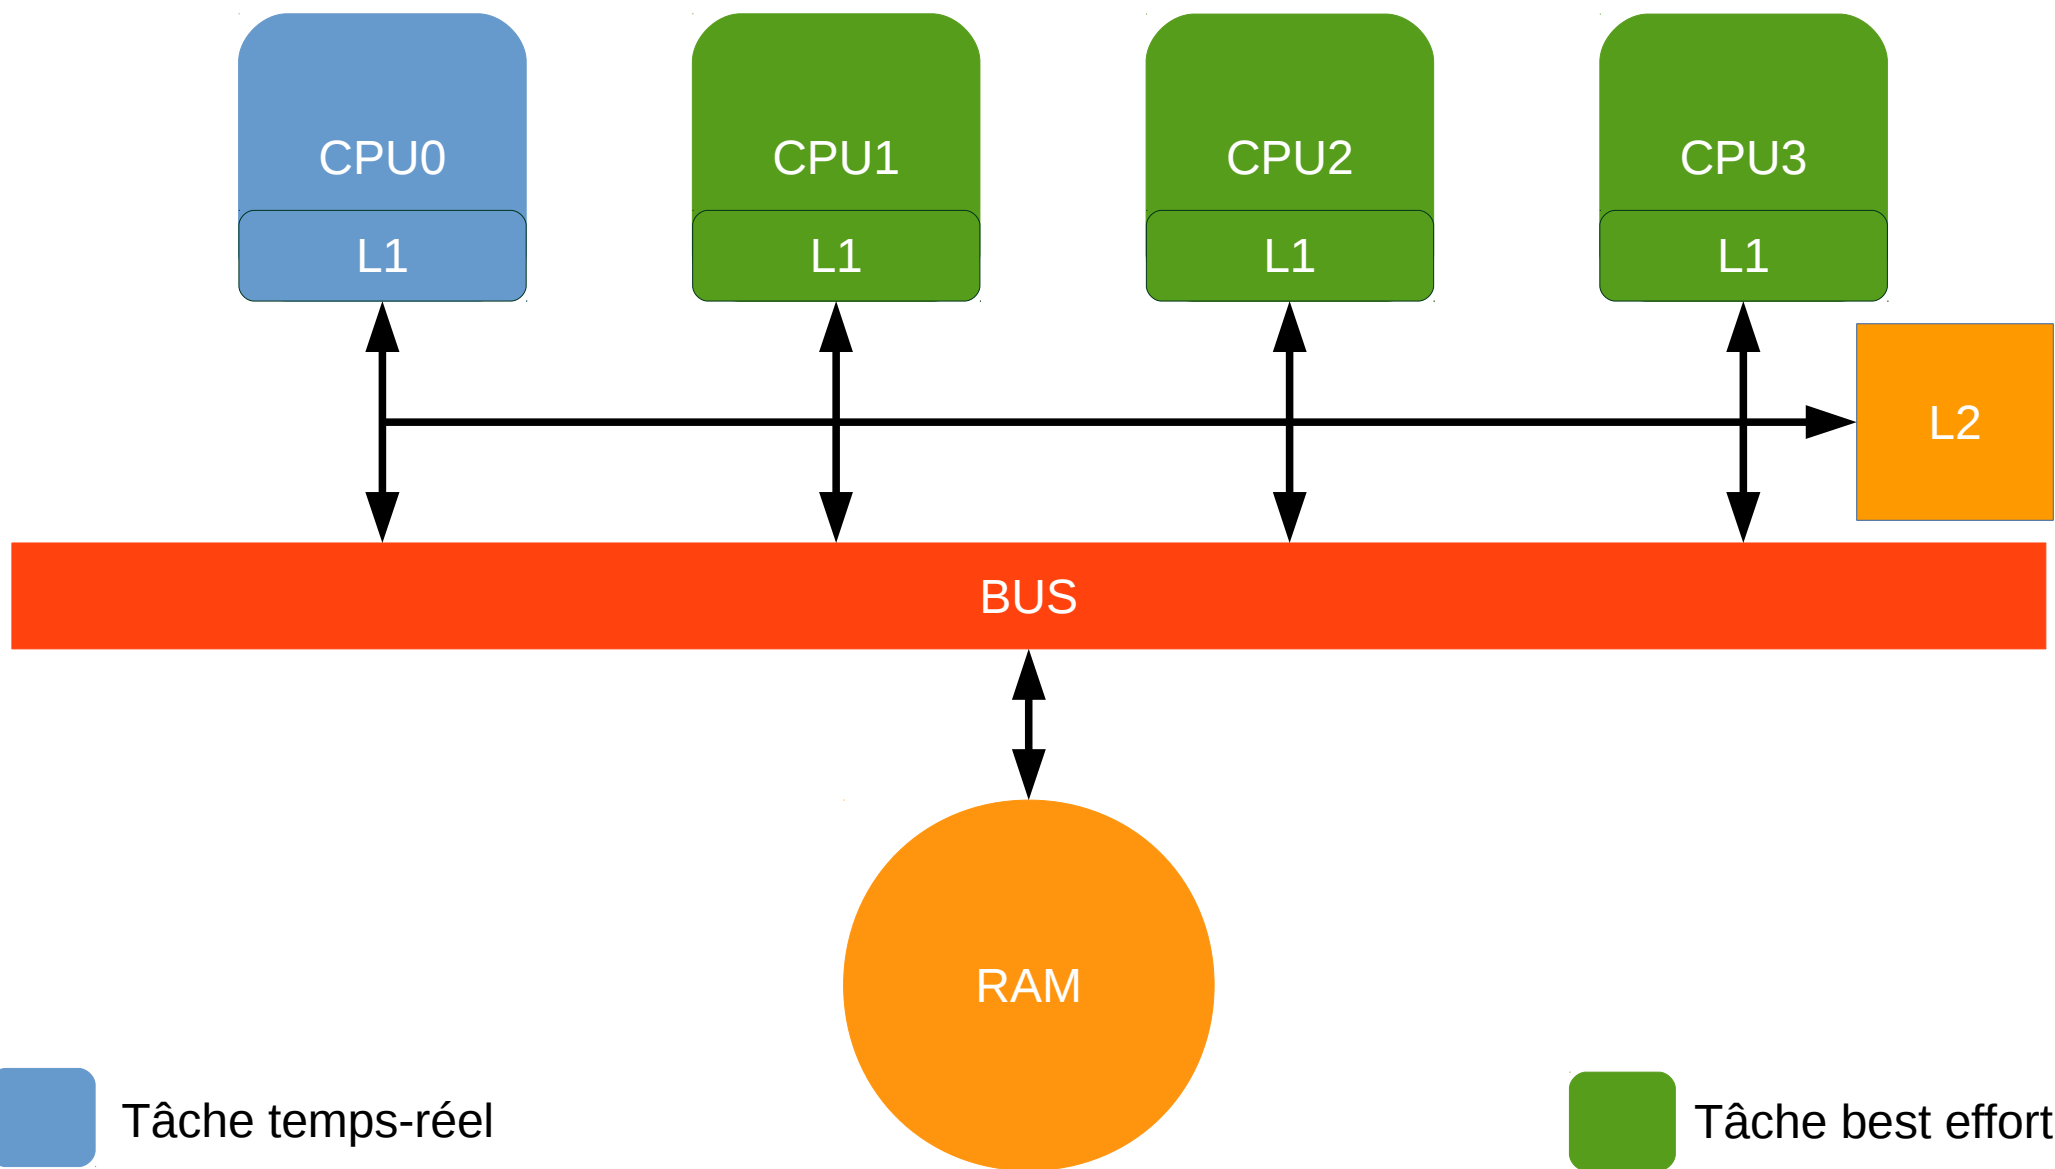 CPU0
CPU1
CPU2
CPU3
L1
L1
L1
L1
L2
BUS
RAM
Tâche temps-réel
Tâche best effort